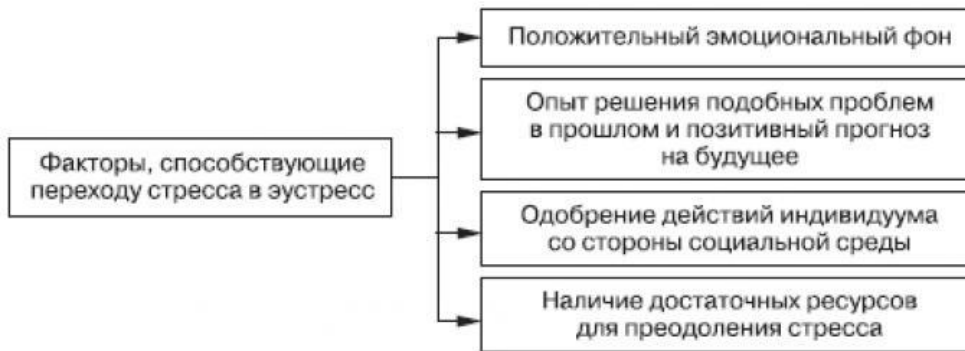 Факторы, способствующие
переходу стресса в эустресс
Положительный эмоциональный фон
Опыт решения подобных проблем
в прошлом и позитивный прогноз
на будущее
Одобрение действий индивидуума
со стороны социальной среды
Наличие достаточных ресурсов
для преодоления стресса